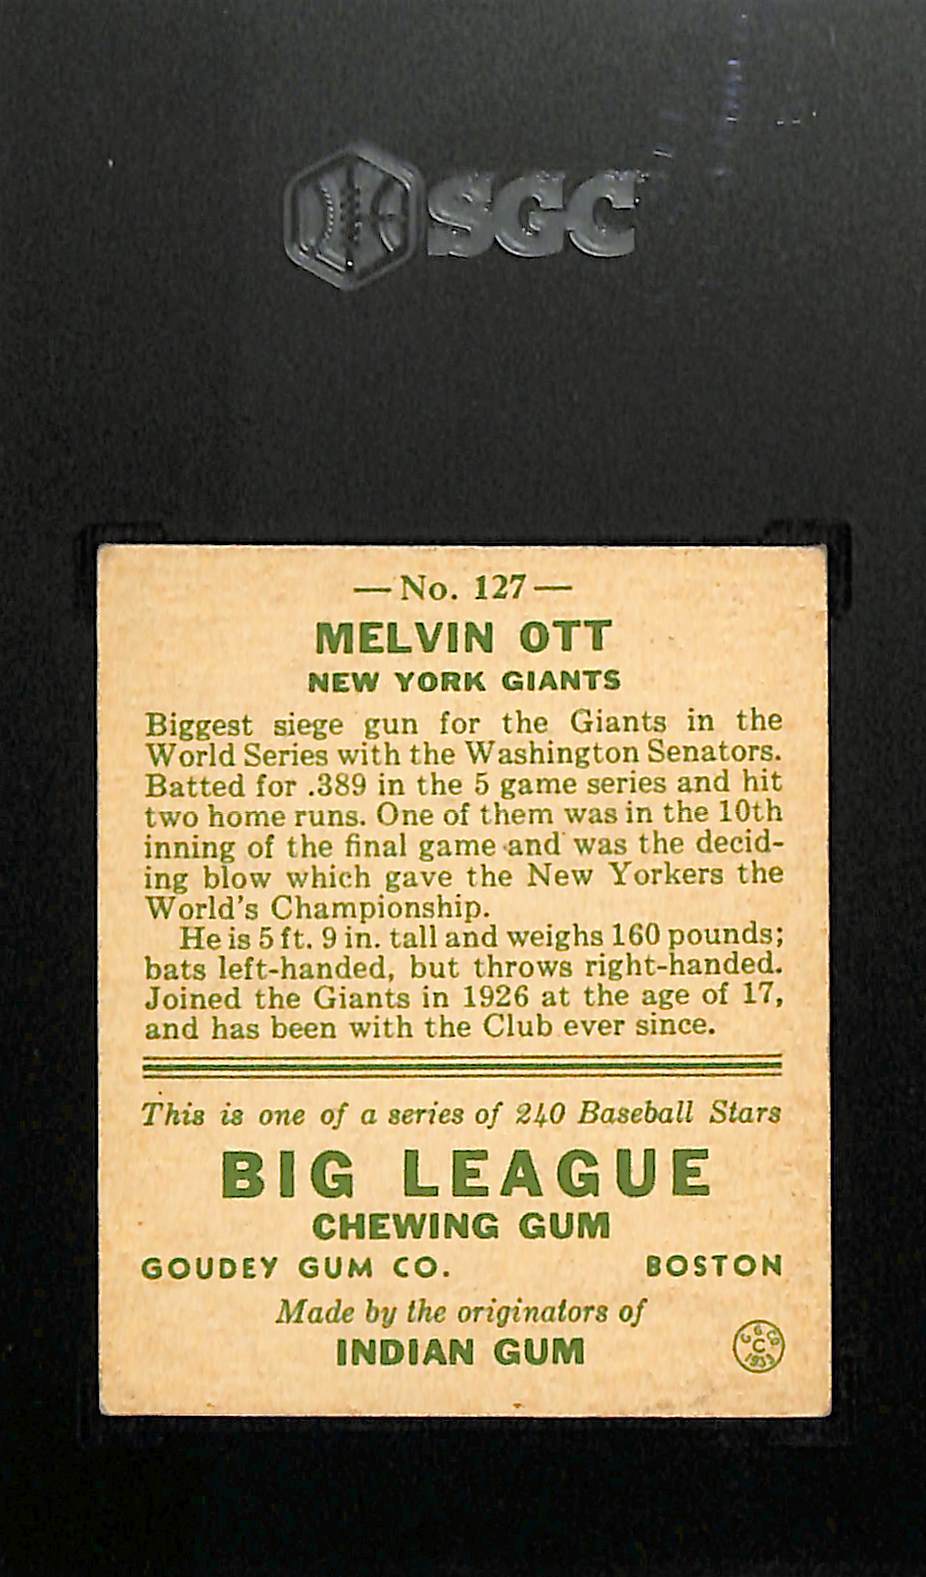 SGC
—No. 127—
MELVIN OTT
NEW YORK GIANTS
Biggest siege gun for the Giants in the
World Series with the Washington Senators.
Batted for .389 in the 5 game series and hit
two home runs. One of them was in the 10th
inning of the final game and was the decid-
ing blow which gave the New Yorkers the
World's Championship.
He is 5 ft. 9 in. tall and weighs 160 pounds;
bats left-handed, but throws right-handed.
Joined the Giants in 1926 at the age of 17,
and has been with the Club ever since.
This is one of a series of 240 Baseball Stars
BIG LEAGUE
CHEWING GUM
GOUDEY GUM CO. BOSTON
Made by the originators of
INDIAN GUM
G G CO
C
1933